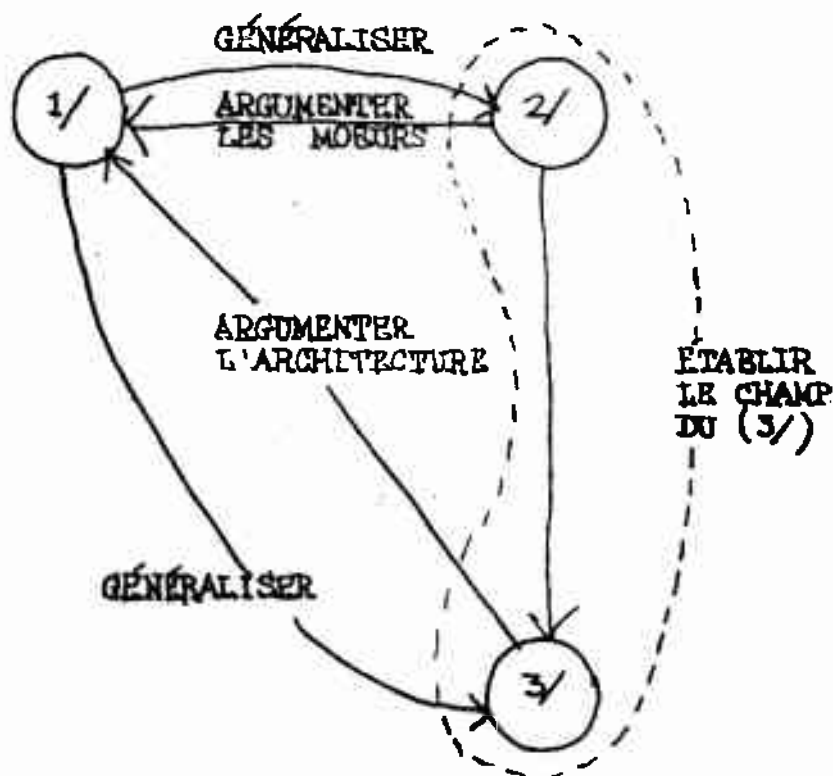 GÉNÉRALISER
1/
ARGUMENTER
LES MOEURS
2/
ARGUMENTER
L'ARCHITECTURE
ÉTABLIR
LE CHAMP
DU (3/)
GÉNÉRALISER
3/